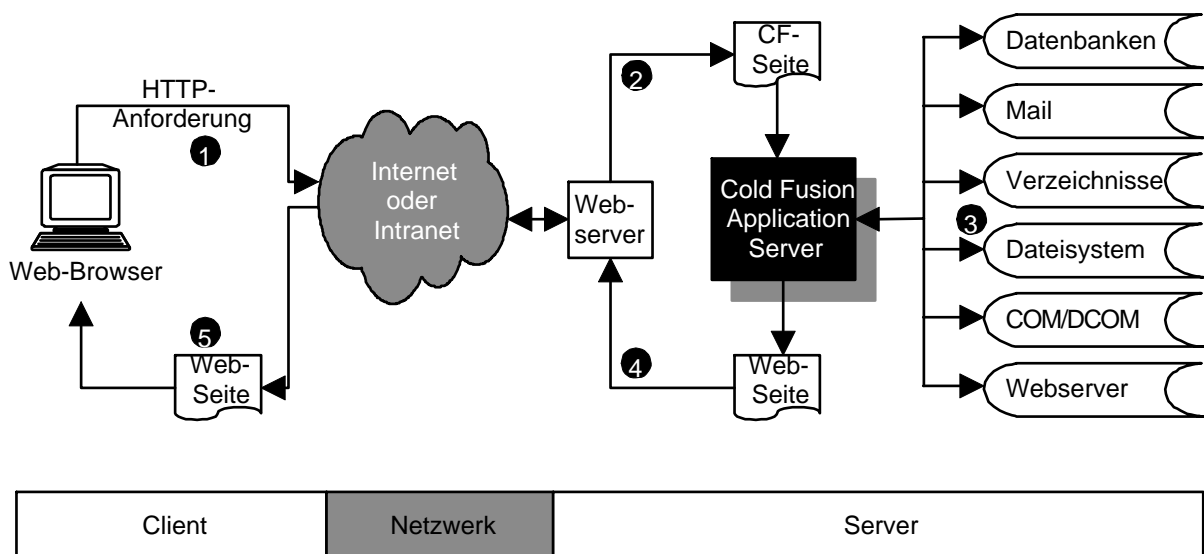 HTTP-
Anforderung
1
Web-Browser
5
Web-
Seite
Internet
oder
Intranet
Web-
server
2
CF-
Seite
Cold Fusion
Application
Server
4
Web-
Seite
3
Datenbanken
Mail
Verzeichnisse
Dateisystem
COM/DCOM
Webserver
Client
Netzwerk
Server